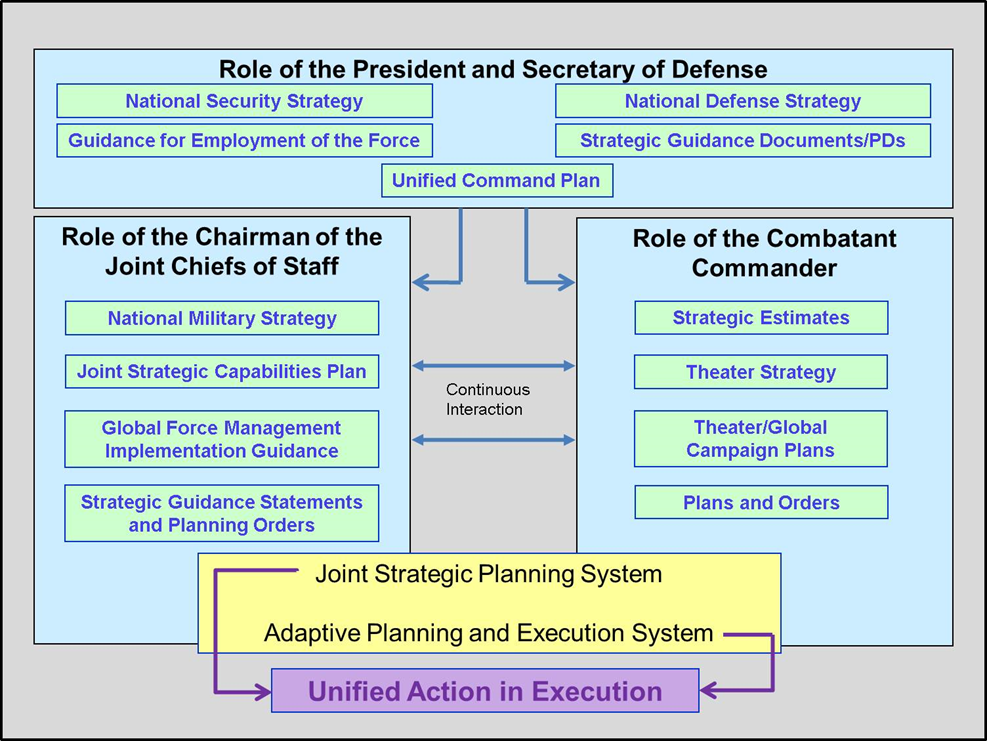 Role of the President and Secretary of Defense
National Security Strategy
National Defense Strategy
Guidance for Employment of the Force
Strategic Guidance Documents/PDs
Unified Command Plan
Role of the Chairman of the
Joint Chiefs of Staff
National Military Strategy
Joint Strategic Capabilities Plan
Global Force Management
Implementation Guidance
Strategic Guidance Statements
and Planning Orders
Continuous
Interaction
Role of the Combatant
Commander
Strategic Estimates
Theater Strategy
Theater/Global
Campaign Plans
Plans and Orders
Joint Strategic Planning System
Adaptive Planning and Execution System
Unified Action in Execution